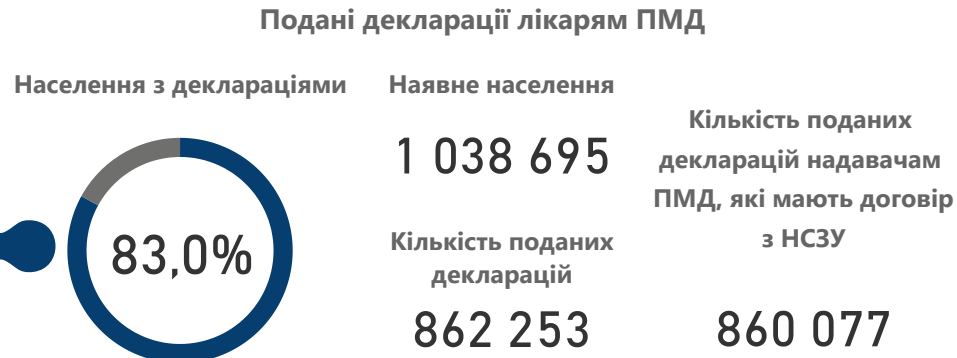 Подані декларації лікарям ПМД
Населення з деклараціями
83,0%
Наявне населення
1 038 695
Кількість поданих
декларацій
862 253
Кількість поданих
декларацій надавачам
ПМД, які мають договір
з НСЗУ
860 077